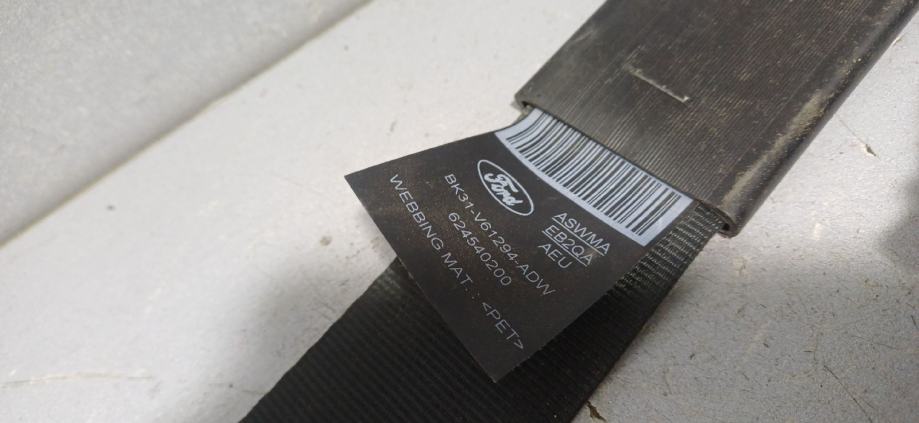 Ford
ASWMA
EB2QA
AEU
BK31-V61294-ADW
624540200
WEBBING MAT. : <PET>